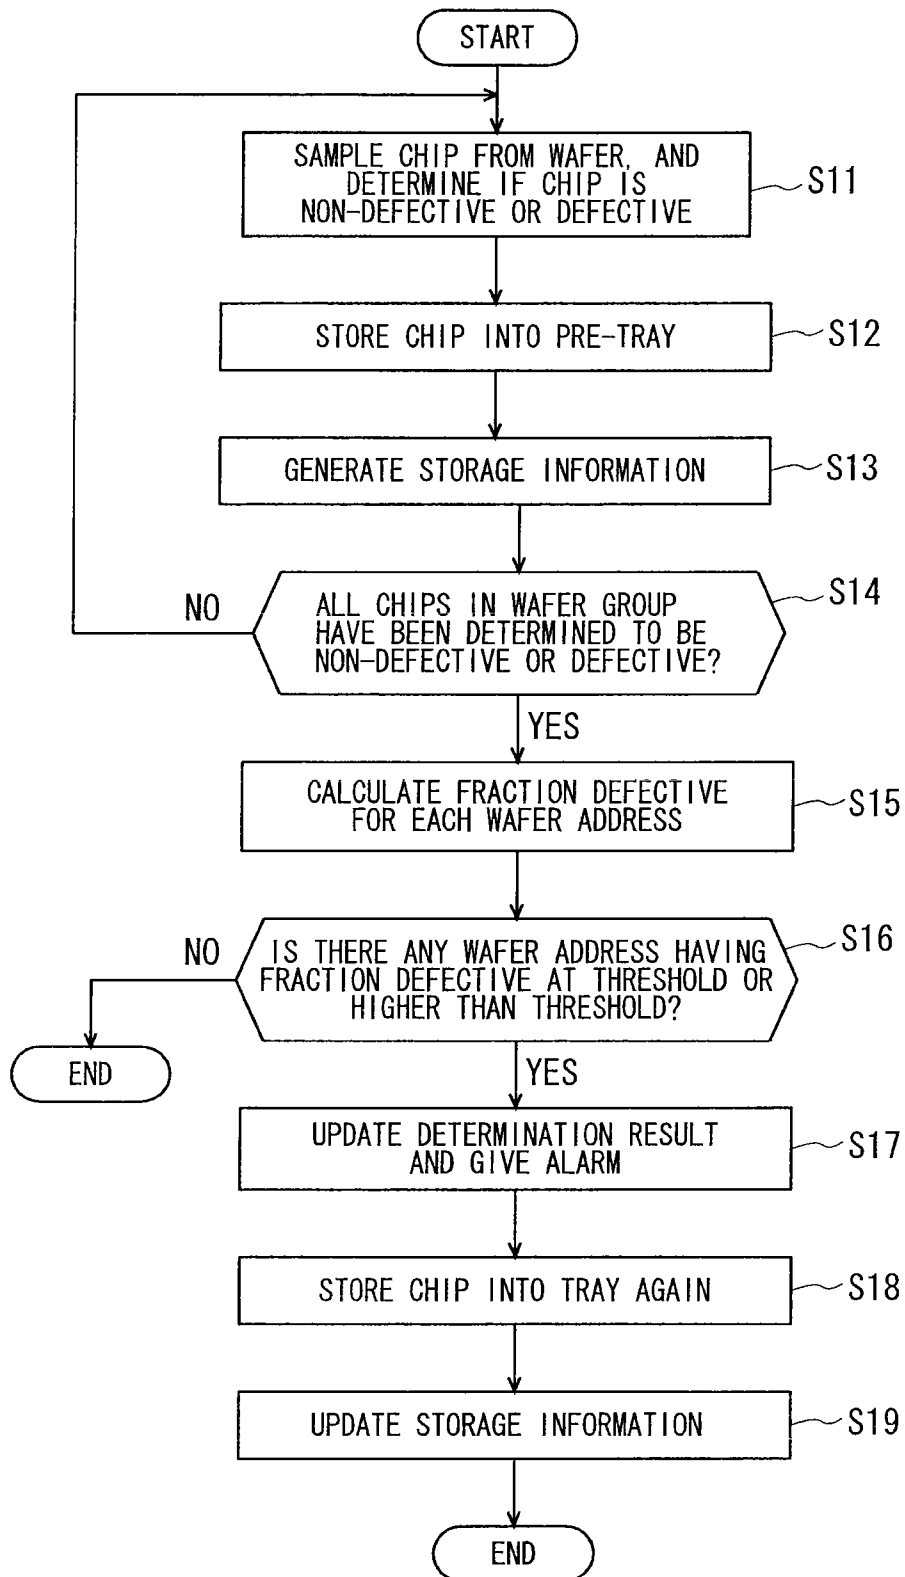 START
SAMPLE CHIP FROM WAFER, AND
DETERMINE IF CHIP IS
NON-DEFECTIVE OR DEFECTIVE
S11
STORE CHIP INTO PRE-TRAY
S12
GENERATE STORAGE INFORMATION
S13
NO
ALL CHIPS IN WAFER GROUP
HAVE BEEN DETERMINED TO BE
NON-DEFECTIVE OR DEFECTIVE?
S14
YES
CALCULATE FRACTION DEFECTIVE
FOR EACH WAFER ADDRESS
S15
NO
IS THERE ANY WAFER ADDRESS HAVING
FRACTION DEFECTIVE AT THRESHOLD OR
HIGHER THAN THRESHOLD?
S16
END
YES
UPDATE DETERMINATION RESULT
AND GIVE ALARM
S17
STORE CHIP INTO TRAY AGAIN
S18
UPDATE STORAGE INFORMATION
S19
END